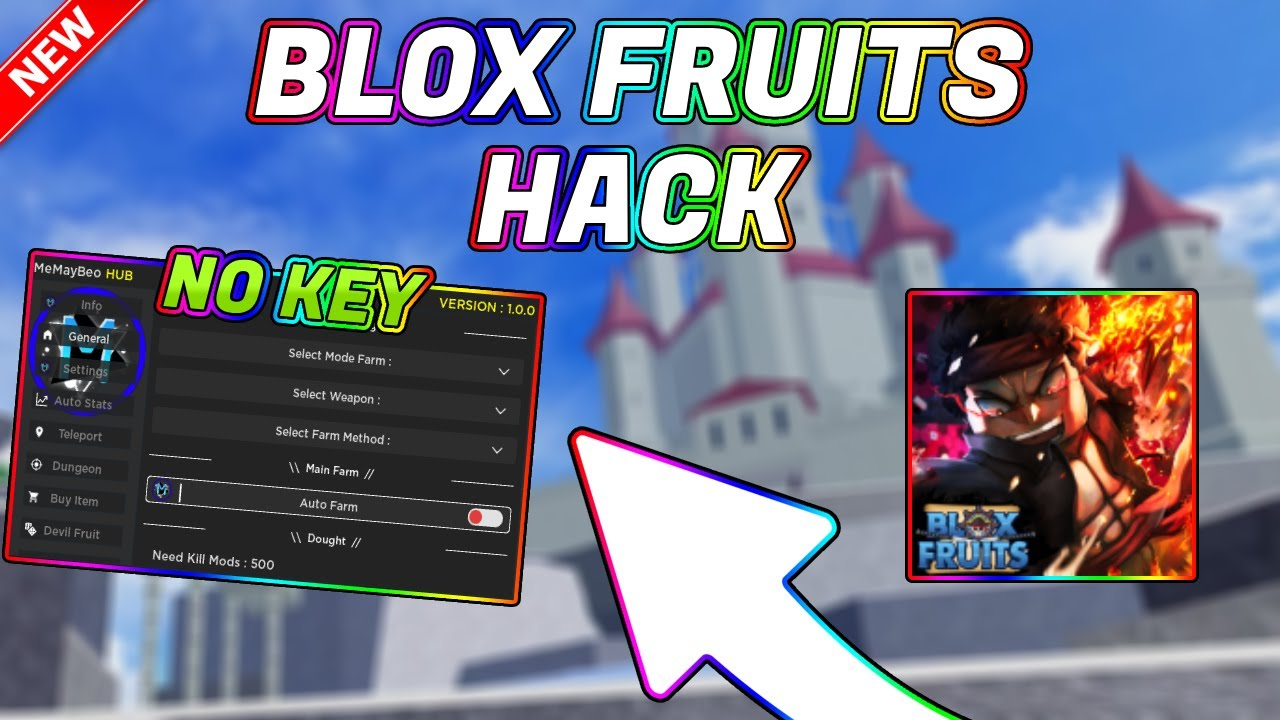 NEW
BLOX FRUITS
HACK
MeMayBeo HUB
NO KEY
VERSION : 1.0.0
Info
General
Settings
Auto Stats
Teleport
Dungeon
Buy Item
Devil Fruit
Select Mode Farm :
Select Weapon :
Select Farm Method :
\\ Main Farm //
Auto Farm
\\ Dought //
Need Kill Mods : 500
BLOX
FRUITS